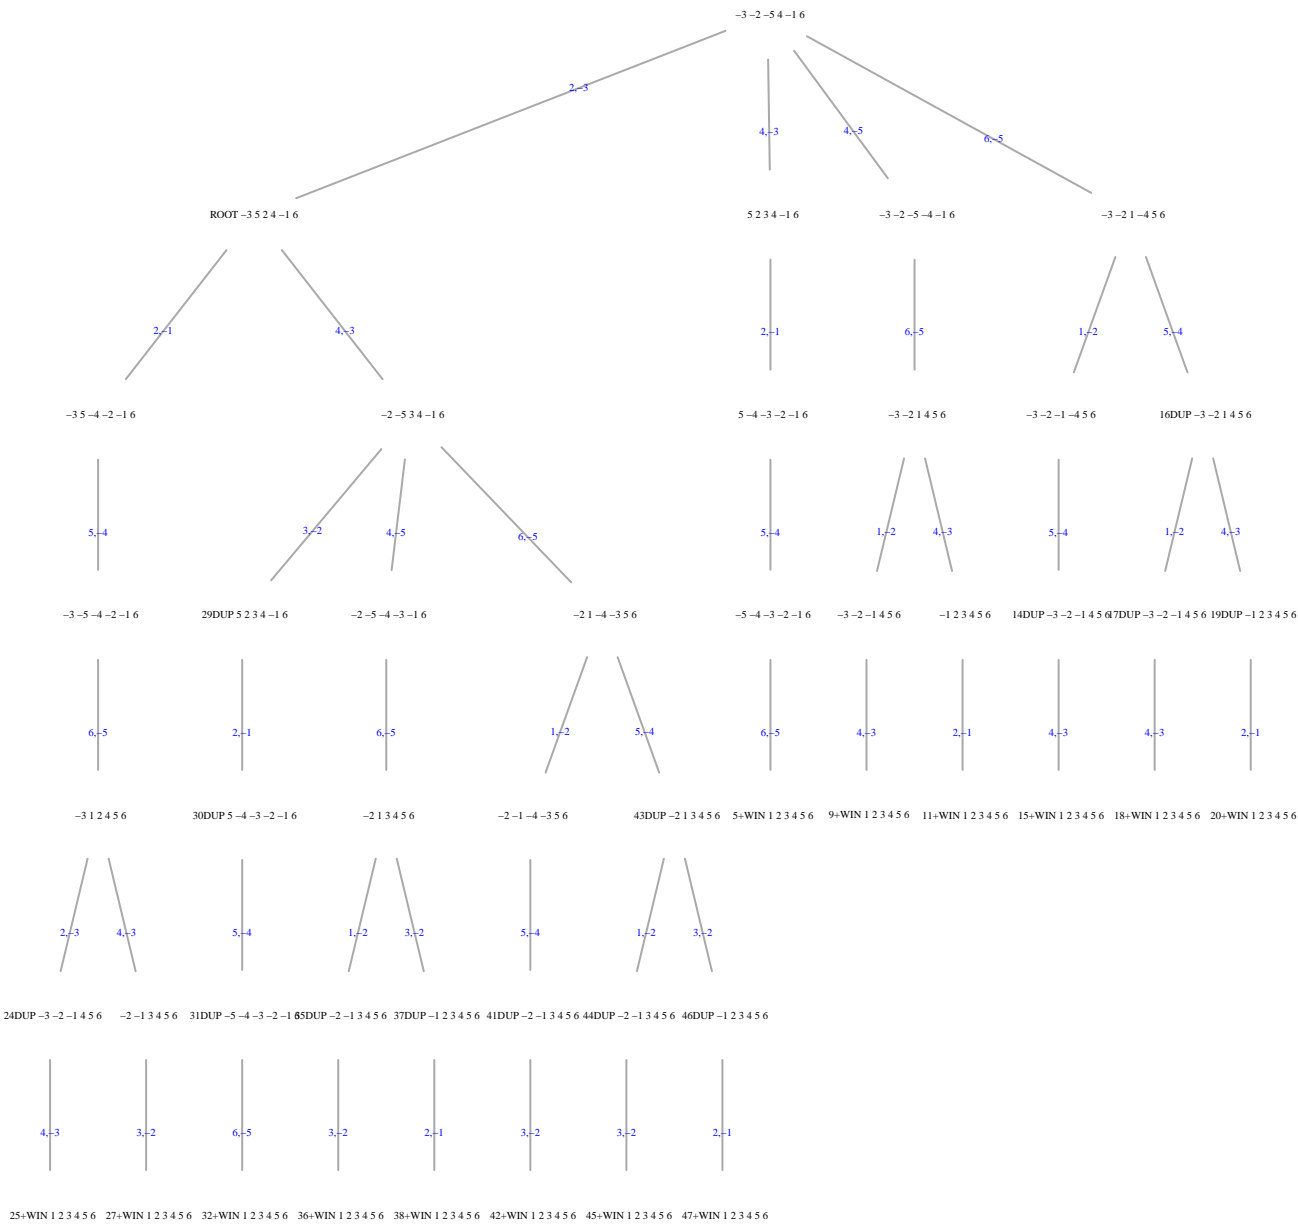 −3 −2 −5 4 −1 6
2,−3
4,−3
4,−5
6,−5
ROOT −3 5 2 4 −1 6
5 2 3 4 −1 6
−3 −2 −5 −4 −1 6
−3 −2 1 −4 5 6
2,−1
4,−3
2,−1
6,−5
1,−2
5,−4
−3 5 −4 −2 −1 6
−2 −5 3 4 −1 6
5 −4 −3 −2 −1 6
−3 −2 1 4 5 6
−3 −2 −1 −4 5 6
16DUP −3 −2 1 4 5 6
5,−4
3,−2
4,−5
6,−5
5,−4
1,−2
4,−3
5,−4
1,−2
4,−3
−3 −5 −4 −2 −1 6
29DUP 5 2 3 4 −1 6
−2 −5 −4 −3 −1 6
−2 1 −4 −3 5 6
−5 −4 −3 −2 −1 6
−3 −2 −1 4 5 6
−1 2 3 4 5 6
14DUP −3 −2 −1 4 5 6
17DUP −3 −2 −1 4 5 6
19DUP −1 2 3 4 5 6
6,−5
2,−1
6,−5
1,−2
5,−4
6,−5
4,−3
2,−1
4,−3
4,−3
2,−1
−3 1 2 4 5 6
30DUP 5 −4 −3 −2 −1 6
−2 1 3 4 5 6
−2 −1 −4 −3 5 6
43DUP −2 1 3 4 5 6
5+WIN 1 2 3 4 5 6
9+WIN 1 2 3 4 5 6
11+WIN 1 2 3 4 5 6
15+WIN 1 2 3 4 5 6
18+WIN 1 2 3 4 5 6
20+WIN 1 2 3 4 5 6
2,−3
4,−3
5,−4
1,−2
3,−2
5,−4
1,−2
3,−2
24DUP −3 −2 −1 4 5 6
−2 −1 3 4 5 6
31DUP −5 −4 −3 −2 −1 6
35DUP −2 −1 3 4 5 6
37DUP −1 2 3 4 5 6
41DUP −2 −1 3 4 5 6
44DUP −2 −1 3 4 5 6
46DUP −1 2 3 4 5 6
4,−3
3,−2
6,−5
3,−2
2,−1
3,−2
3,−2
2,−1
25+WIN 1 2 3 4 5 6
27+WIN 1 2 3 4 5 6
32+WIN 1 2 3 4 5 6
36+WIN 1 2 3 4 5 6
38+WIN 1 2 3 4 5 6
42+WIN 1 2 3 4 5 6
45+WIN 1 2 3 4 5 6
47+WIN 1 2 3 4 5 6